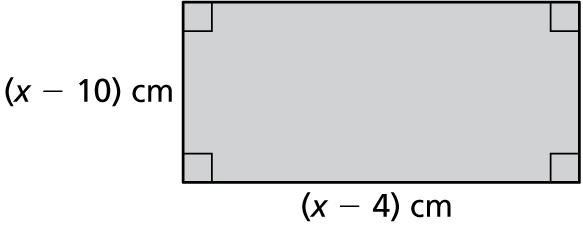 (x − 10) cm
(x − 4) cm